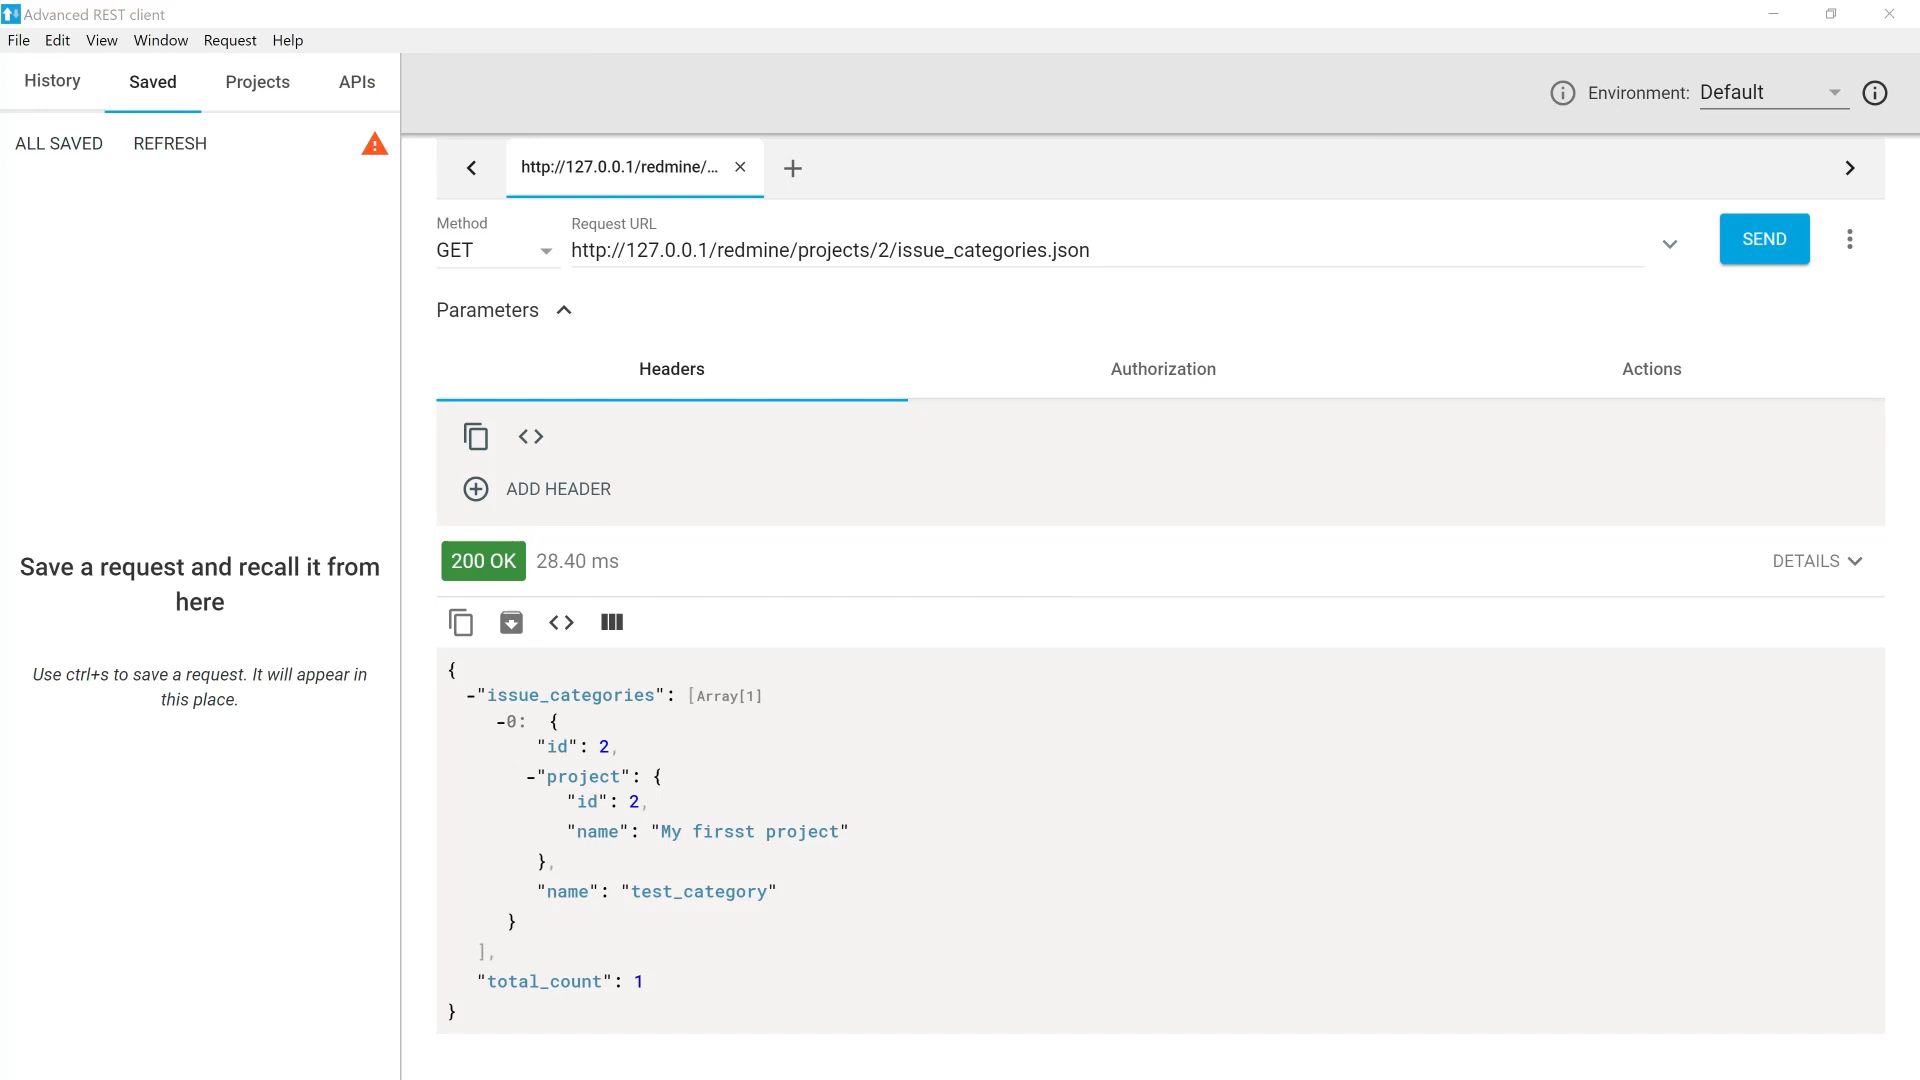 Advanced REST client
File Edit View Window Request Help
History Saved Projects APIs
ALL SAVED REFRESH
Environment: Default
http://127.0.0.1/redmine/...
Method
GET
Request URL
http://127.0.0.1/redmine/projects/2/issue_categories.json
SEND
Parameters
Headers Authorization Actions
ADD HEADER
200 OK 28.40 ms
DETAILS
Save a request and recall it from
here
Use ctrl+s to save a request. It will appear in
this place.
{
-"issue_categories": [Array[1]
-0: {
"id": 2,
-"project": {
"id": 2,
"name": "My firsst project"
},
"name": "test_category"
}
],
"total_count": 1
}